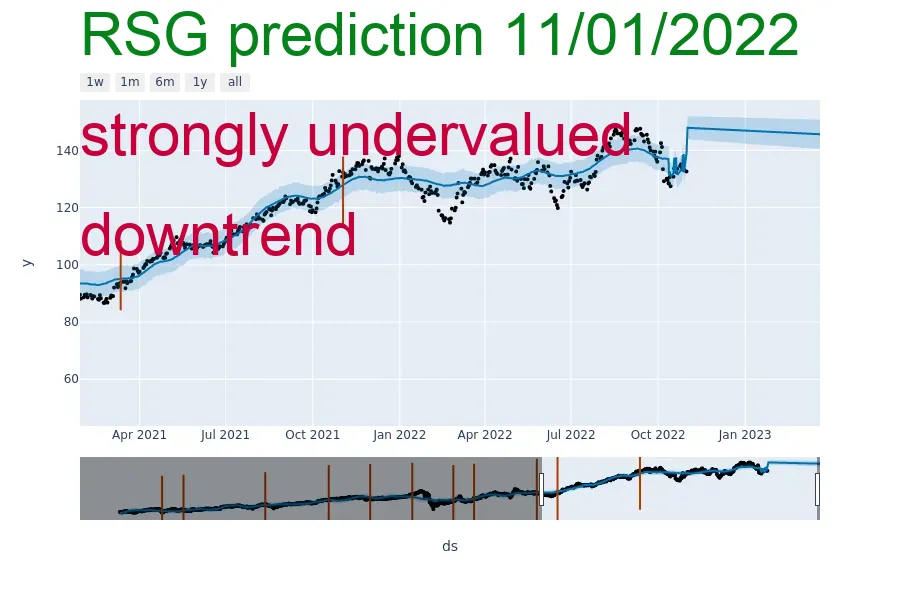 RSG prediction 11/01/2022
1w 1m 6m 1y all
strongly undervalued
140
120
downtrend
100
y
80
60
Apr 2021 Jul 2021 Oct 2021 Jan 2022 Apr 2022 Jul 2022 Oct 2022 Jan 2023
ds